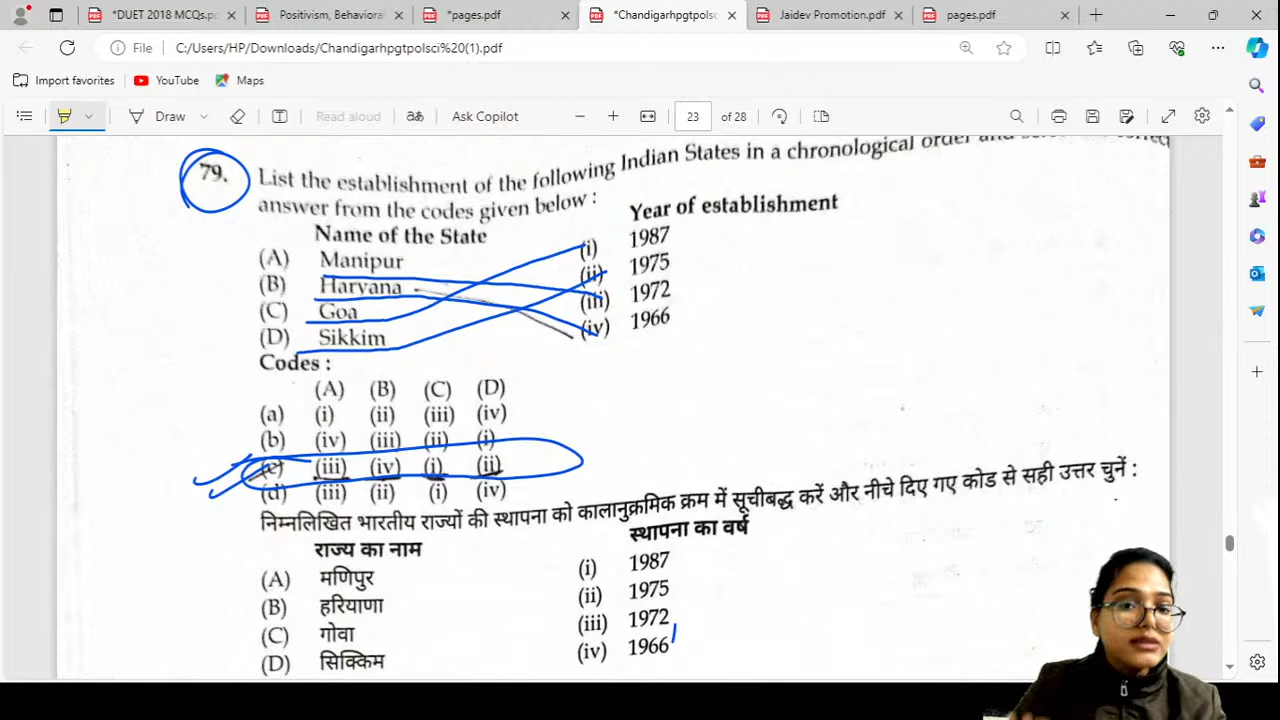 *DUET 2018 MCQs.p
Positivism, Behaviora
*pages.pdf
*Chandigarhpgtpolsci
Jaidev Promotion.pdf
pages.pdf
File
C:/Users/HP/Downloads/Chandigarhpgtpolsci%20(1).pdf
Import favorites
YouTube
Maps
Draw
Read aloud
aあ
Ask Copilot
23
of 28
79.
List the establishment of the following Indian States in a chronological order and
answer from the codes given below :
Name of the State
Year of establishment
(A) Manipur (i) 1987
(B) Haryana (ii) 1975
(C) Goa (iii) 1972
(D) Sikkim (iv) 1966
Codes :
(A) (B) (C) (D)
(a) (i) (ii) (iii) (iv)
(b) (iv) (iii) (ii) (i)
(c) (iii) (iv) (i) (ii)
(d) (iii) (ii) (i) (iv)
निम्नलिखित भारतीय राज्यों की स्थापना को कालानुक्रमिक क्रम में सूचीबद्ध करें और नीचे दिए गए कोड से सही उत्तर चुनें :
राज्य का नाम
स्थापना का वर्ष
(A) मणिपुर (i) 1987
(B) हरियाणा (ii) 1975
(C) गोवा (iii) 1972
(D) सिक्किम (iv) 1966